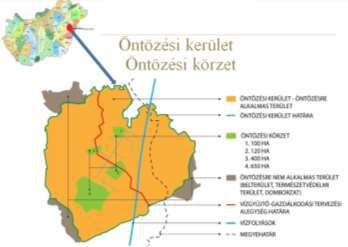 Öntözési kerület
Öntözési körzet
ÖNTÖZÉSI KERÜLET - ÖNTÖZÉSRE
ALKALMAS TERÜLET
ÖNTÖZÉSI KERÜLET HATÁRA
ÖNTÖZÉSI KÖRZET
1. 100 HA
2. 120 HA
3. 400 HA
4. 650 HA
ÖNTÖZÉSRE NEM ALKALMAS TERÜLET
(BELTERÜLET, TERMÉSZETVÉDELMI
TERÜLET, DOMBORZAT)
VÍZGYŰJTŐ-GAZDÁLKODÁSI TERVEZÉSI
ALEGYSÉG HATÁRA
VÍZFOLYÁSOK
MEGYEHATÁR